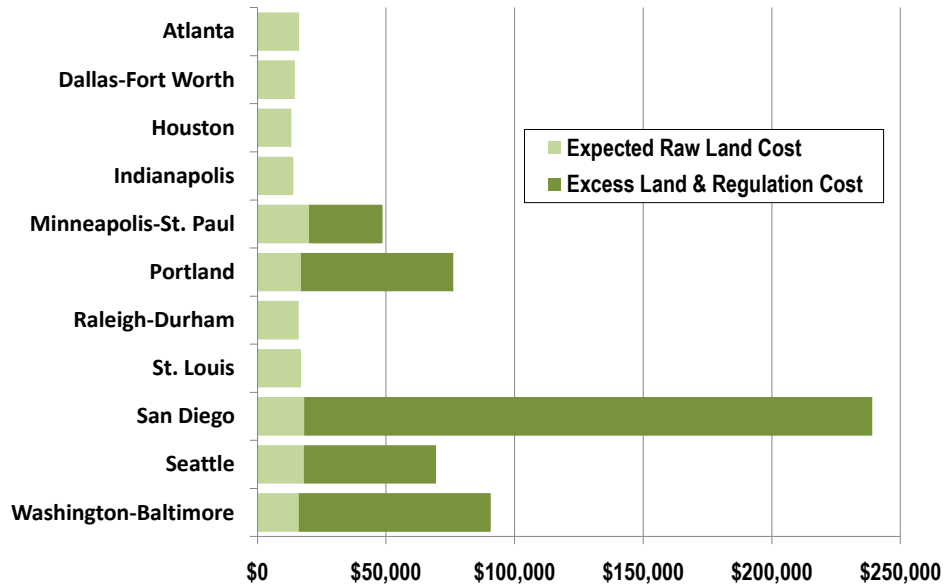 Atlanta
Dallas-Fort Worth
Houston
Indianapolis
Minneapolis-St. Paul
Portland
Raleigh-Durham
St. Louis
San Diego
Seattle
Washington-Baltimore
Expected Raw Land Cost
Excess Land & Regulation Cost
$0 $50,000 $100,000 $150,000 $200,000 $250,000